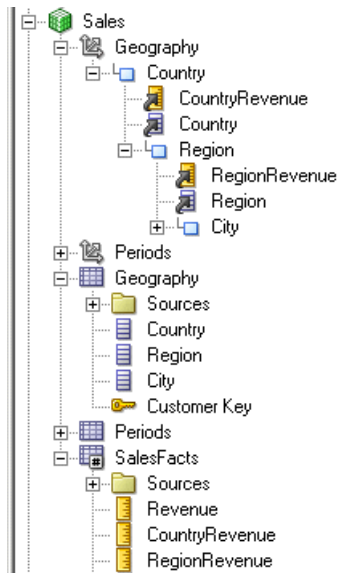 Sales
Geography
Country
CountryRevenue
Country
Region
RegionRevenue
Region
City
Periods
Geography
Sources
Country
Region
City
Customer Key
Periods
SalesFacts
Sources
Revenue
CountryRevenue
RegionRevenue